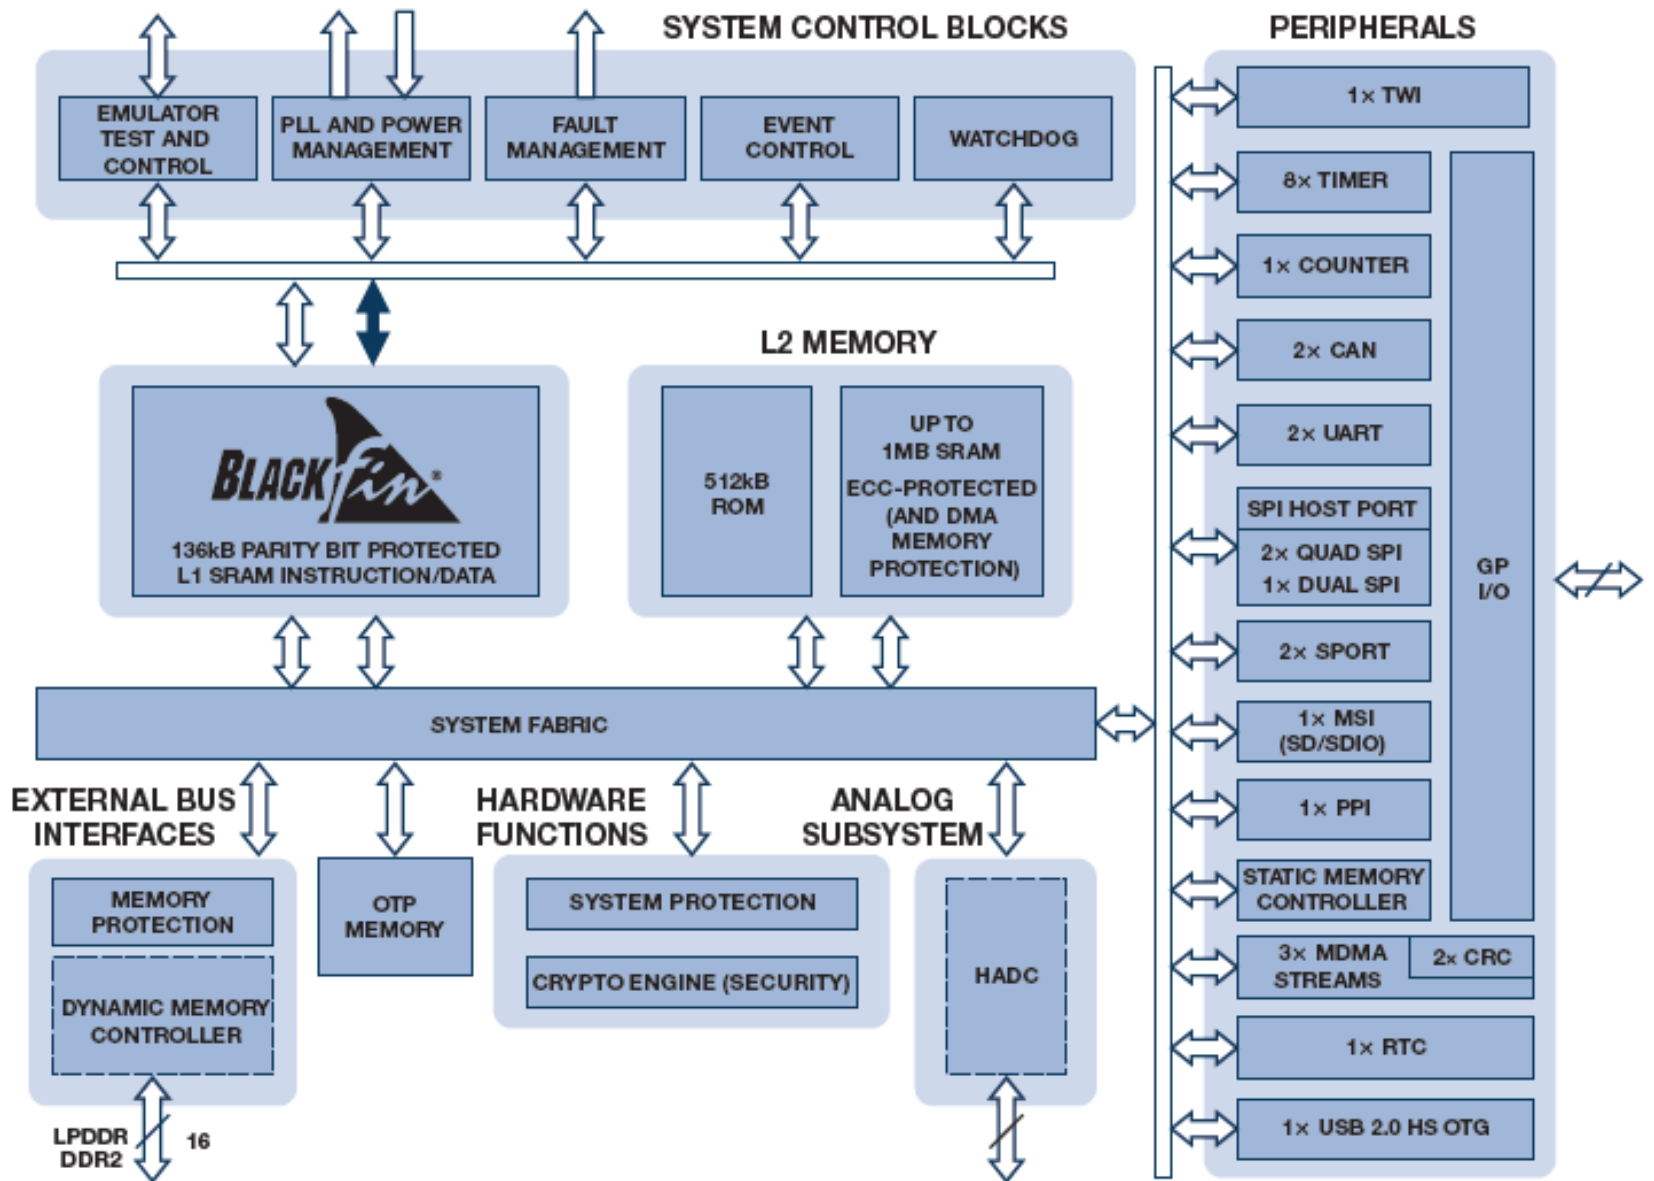 SYSTEM CONTROL BLOCKS
EMULATOR
TEST AND
CONTROL
PLL AND POWER
MANAGEMENT
FAULT
MANAGEMENT
EVENT
CONTROL
WATCHDOG
BLACKfin®
136kB PARITY BIT PROTECTED
L1 SRAM INSTRUCTION/DATA
L2 MEMORY
512kB
ROM
UP TO
1MB SRAM
ECC-PROTECTED
(AND DMA
MEMORY
PROTECTION)
SYSTEM FABRIC
EXTERNAL BUS
INTERFACES
MEMORY
PROTECTION
DYNAMIC MEMORY
CONTROLLER
LPDDR
DDR2
16
OTP
MEMORY
HARDWARE
FUNCTIONS
SYSTEM PROTECTION
CRYPTO ENGINE (SECURITY)
ANALOG
SUBSYSTEM
HADC
PERIPHERALS
1× TWI
8× TIMER
1× COUNTER
2× CAN
2× UART
SPI HOST PORT
2× QUAD SPI
1× DUAL SPI
2× SPORT
1× MSI
(SD/SDIO)
1× PPI
STATIC MEMORY
CONTROLLER
GP
I/O
3× MDMA
STREAMS
2× CRC
1× RTC
1× USB 2.0 HS OTG